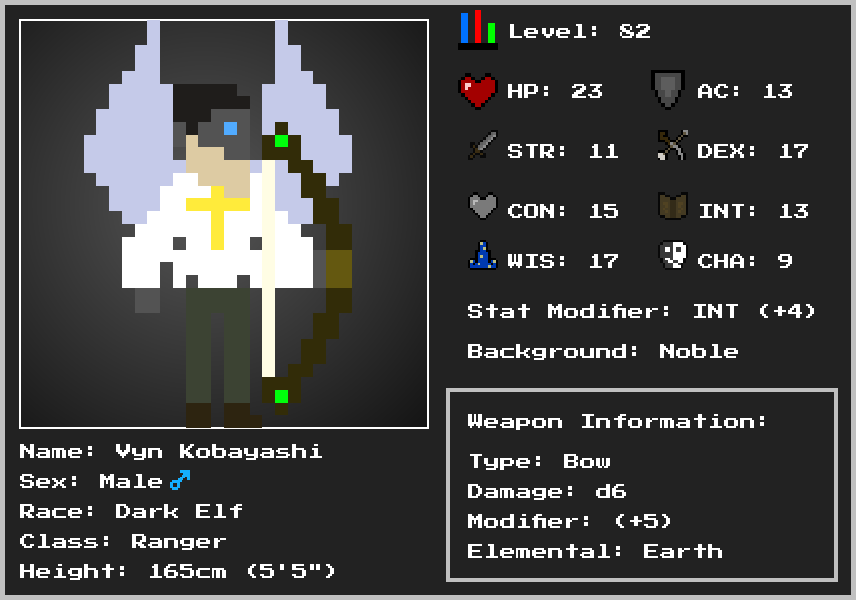 Level: 82
HP: 23 AC: 13
STR: 11 DEX: 17
CON: 15 INT: 13
WIS: 17 CHA: 9
Stat Modifier: INT (+4)
Background: Noble
Weapon Information:
Type: Bow
Damage: d6
Modifier: (+5)
Elemental: Earth
Name: Vyn Kobayashi
Sex: Male ♂
Race: Dark Elf
Class: Ranger
Height: 165cm (5'5")